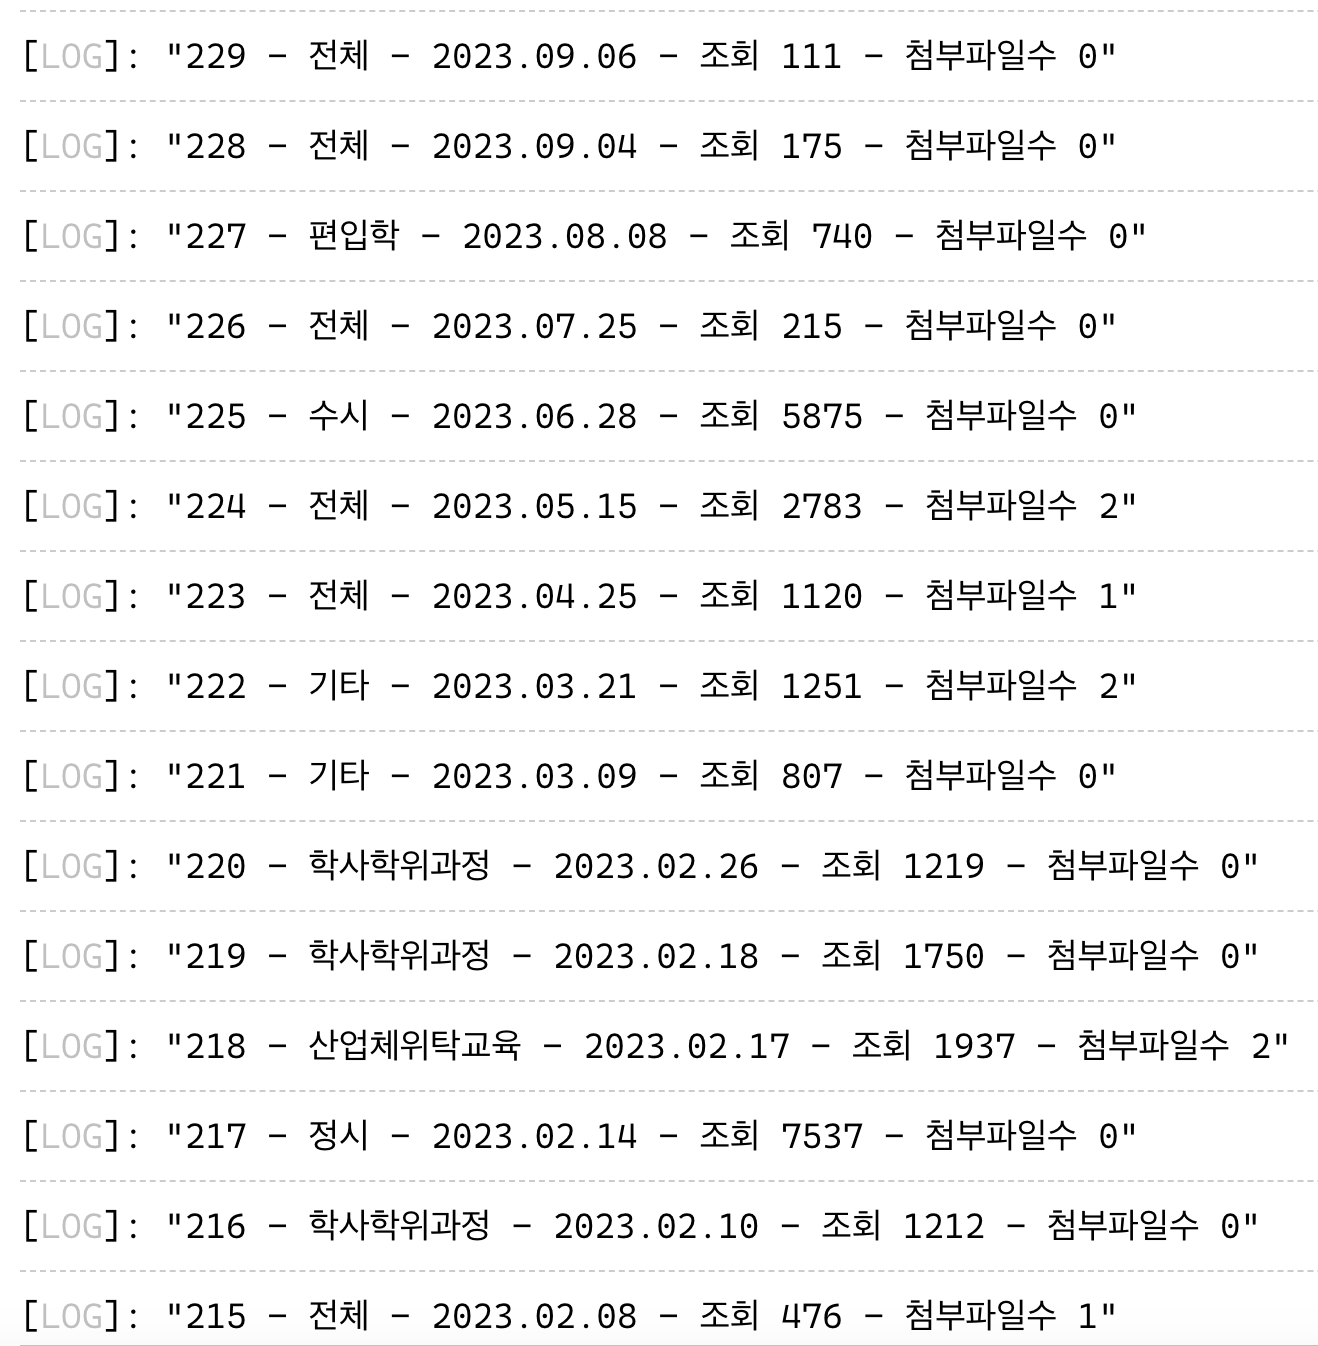 [LOG]: "229 - 전체 - 2023.09.06 - 조회 111 - 첨부파일수 0"
[LOG]: "228 - 전체 - 2023.09.04 - 조회 175 - 첨부파일수 0"
[LOG]: "227 - 편입학 - 2023.08.08 - 조회 740 - 첨부파일수 0"
[LOG]: "226 - 전체 - 2023.07.25 - 조회 215 - 첨부파일수 0"
[LOG]: "225 - 수시 - 2023.06.28 - 조회 5875 - 첨부파일수 0"
[LOG]: "224 - 전체 - 2023.05.15 - 조회 2783 - 첨부파일수 2"
[LOG]: "223 - 전체 - 2023.04.25 - 조회 1120 - 첨부파일수 1"
[LOG]: "222 - 기타 - 2023.03.21 - 조회 1251 - 첨부파일수 2"
[LOG]: "221 - 기타 - 2023.03.09 - 조회 807 - 첨부파일수 0"
[LOG]: "220 - 학사학위과정 - 2023.02.26 - 조회 1219 - 첨부파일수 0"
[LOG]: "219 - 학사학위과정 - 2023.02.18 - 조회 1750 - 첨부파일수 0"
[LOG]: "218 - 산업체위탁교육 - 2023.02.17 - 조회 1937 - 첨부파일수 2"
[LOG]: "217 - 정시 - 2023.02.14 - 조회 7537 - 첨부파일수 0"
[LOG]: "216 - 학사학위과정 - 2023.02.10 - 조회 1212 - 첨부파일수 0"
[LOG]: "215 - 전체 - 2023.02.08 - 조회 476 - 첨부파일수 1"